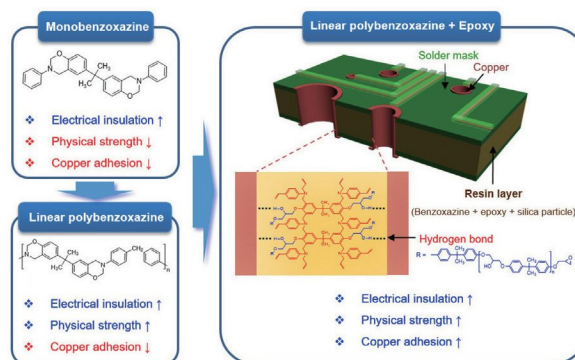 Monobenzoxazine
❖ Electrical insulation ↑
❖ Physical strength ↓
❖ Copper adhesion ↓
Linear polybenzoxazine
❖ Electrical insulation ↑
❖ Physical strength ↑
❖ Copper adhesion ↓
Linear polybenzoxazine + Epoxy
Solder mask
Copper
Resin layer
(Benzoxazine + epoxy + silica particle)
Hydrogen bond
R =
❖ Electrical insulation ↑
❖ Physical strength ↑
❖ Copper adhesion ↑